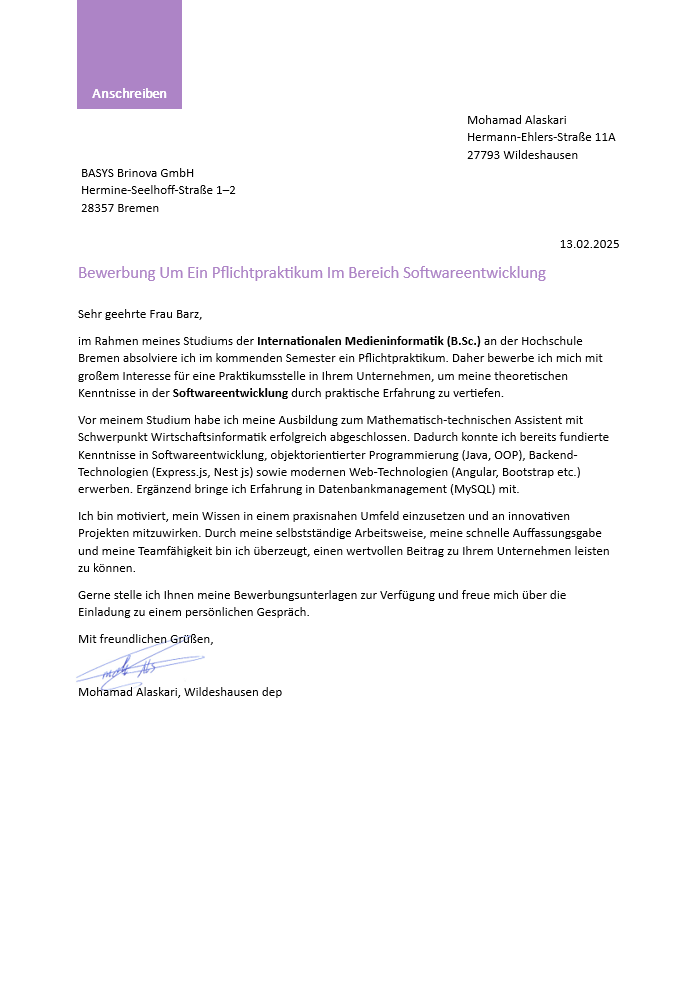 Anschreiben
Mohamad Alaskari
Hermann-Ehlers-Straße 11A
27793 Wildeshausen
BASYS Brinova GmbH
Hermine-Seelhoff-Straße 1–2
28357 Bremen
13.02.2025
Bewerbung Um Ein Pflichtpraktikum Im Bereich Softwareentwicklung
Sehr geehrte Frau Barz,
im Rahmen meines Studiums der Internationalen Medieninformatik (B.Sc.) an der Hochschule
Bremen absolviere ich im kommenden Semester ein Pflichtpraktikum. Daher bewerbe ich mich mit
großem Interesse für eine Praktikumsstelle in Ihrem Unternehmen, um meine theoretischen
Kenntnisse in der Softwareentwicklung durch praktische Erfahrung zu vertiefen.
Vor meinem Studium habe ich meine Ausbildung zum Mathematisch-technischen Assistent mit
Schwerpunkt Wirtschaftsinformatik erfolgreich abgeschlossen. Dadurch konnte ich bereits fundierte
Kenntnisse in Softwareentwicklung, objektorientierter Programmierung (Java, OOP), Backend-
Technologien (Express.js, Nest js) sowie modernen Web-Technologien (Angular, Bootstrap etc.)
erwerben. Ergänzend bringe ich Erfahrung in Datenbankmanagement (MySQL) mit.
Ich bin motiviert, mein Wissen in einem praxisnahen Umfeld einzusetzen und an innovativen
Projekten mitzuwirken. Durch meine selbstständige Arbeitsweise, meine schnelle Auffassungsgabe
und meine Teamfähigkeit bin ich überzeugt, einen wertvollen Beitrag zu Ihrem Unternehmen leisten
zu können.
Gerne stelle ich Ihnen meine Bewerbungsunterlagen zur Verfügung und freue mich über die
Einladung zu einem persönlichen Gespräch.
Mit freundlichen Grüßen,
Mohamad Alaskari, Wildeshausen dep